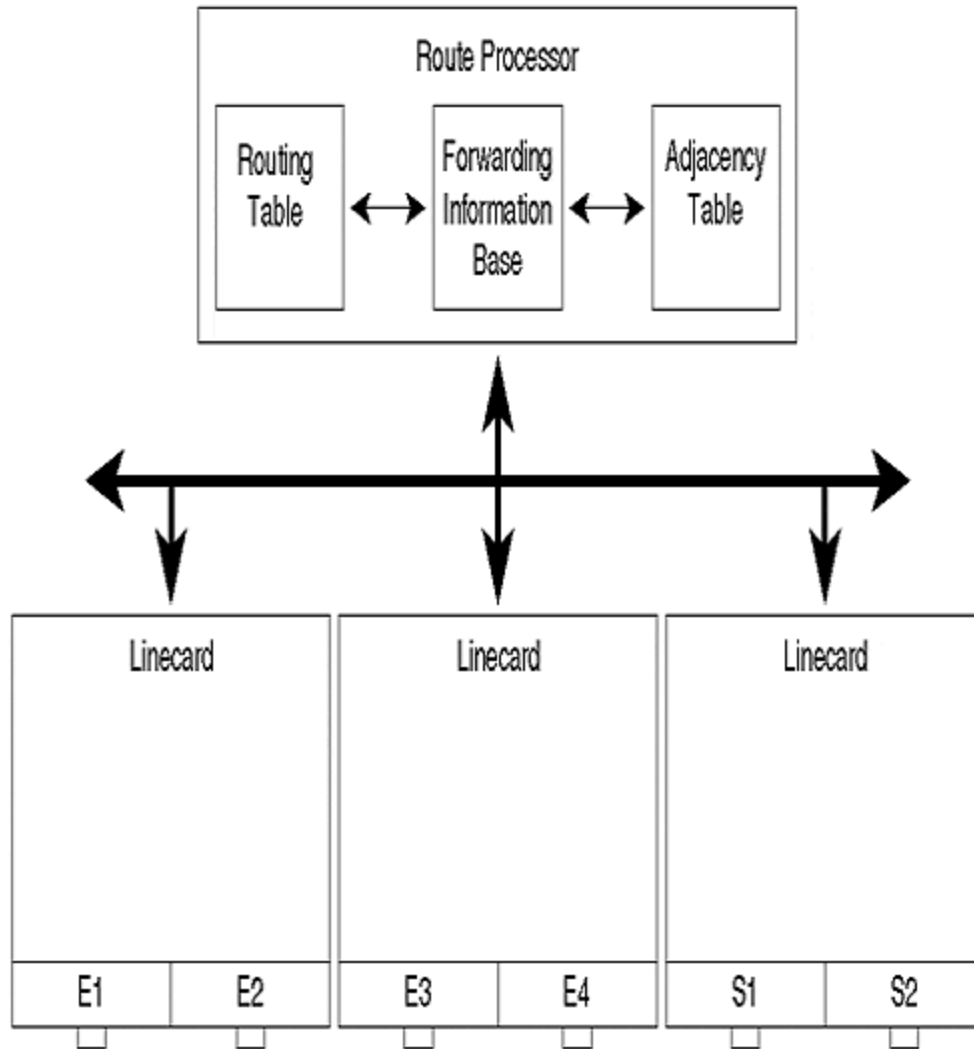 Route Processor
Routing
Table
Forwarding
Information
Base
Adjacency
Table
Linecard
Linecard
Linecard
E1
E2
E3
E4
S1
S2